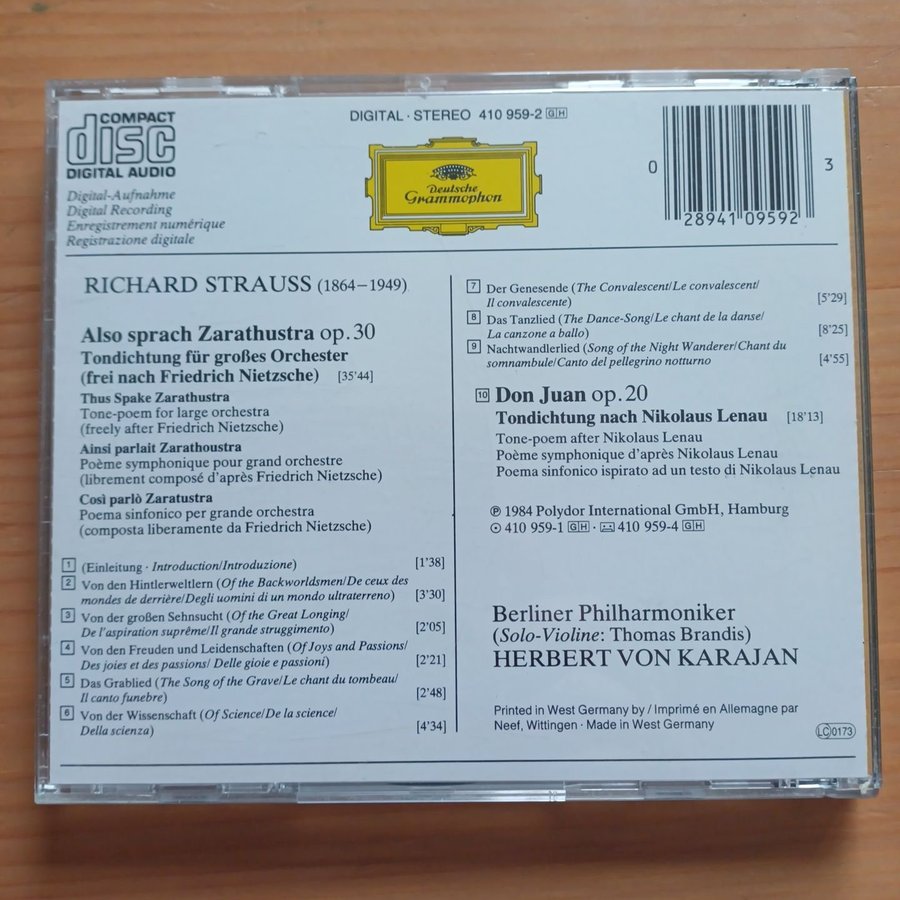 COMPACT
disc
DIGITAL AUDIO
Digital-Aufnahme
Digital Recording
Enregistrement numérique
Registrazione digitale
DIGITAL · STEREO 410 959-2 GH
Deutsche
Grammophon
0 28941 09592 3
RICHARD STRAUSS (1864–1949)
Also sprach Zarathustra op. 30
Tondichtung für großes Orchester
(frei nach Friedrich Nietzsche) [35'44]
Thus Spake Zarathustra
Tone-poem for large orchestra
(freely after Friedrich Nietzsche)
Ainsi parlait Zarathoustra
Poème symphonique pour grand orchestre
(librement composé d'après Friedrich Nietzsche)
Così parlò Zaratustra
Poema sinfonico per grande orchestra
(composta liberamente da Friedrich Nietzsche)
1 (Einleitung · Introduction/Introduzione) [1'38]
2 Von den Hintlerweltlern (Of the Backworldsmen/De ceux des
mondes de derrière/Degli uomini di un mondo ultraterreno) [3'30]
3 Von der großen Sehnsucht (Of the Great Longing/
De l'aspiration suprême/Il grande struggimento) [2'05]
4 Von den Freuden und Leidenschaften (Of Joys and Passions/
Des joies et des passions/ Delle gioie e passioni) [2'21]
5 Das Grablied (The Song of the Grave/Le chant du tombeau/
Il canto funebre) [2'48]
6 Von der Wissenschaft (Of Science/De la science/
Della scienza) [4'34]
7 Der Genesende (The Convalescent/Le convalescent/
Il convalescente) [5'29]
8 Das Tanzlied (The Dance-Song/Le chant de la danse/
La canzone a ballo) [8'25]
9 Nachtwandlerlied (Song of the Night Wanderer/Chant du
somnambule/Canto del pellegrino notturno [4'55]
10 Don Juan op. 20
Tondichtung nach Nikolaus Lenau [18'13]
Tone-poem after Nikolaus Lenau
Poème symphonique d'après Nikolaus Lenau
Poema sinfonico ispirato ad un testo di Nikolaus Lenau
℗ 1984 Polydor International GmbH, Hamburg
410 959-1 GH · 410 959-4 GH
Berliner Philharmoniker
(Solo-Violine: Thomas Brandis)
HERBERT VON KARAJAN
Printed in West Germany by / Imprimé en Allemagne par
Neef, Wittingen · Made in West Germany
LC 0173